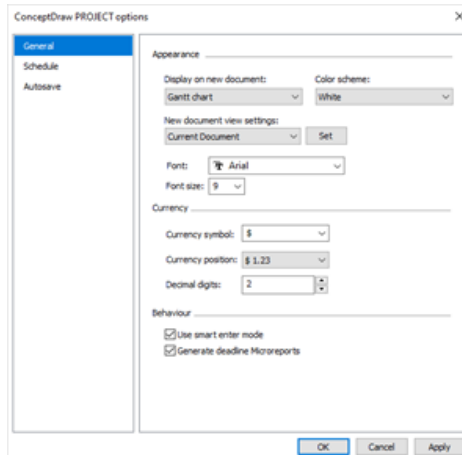 ConceptDraw PROJECT options
General
Schedule
Autosave
Appearance
Display on new document: Color scheme:
Gantt chart White
New document view settings:
Current Document Set
Font: Arial
Font size: 9
Currency
Currency symbol: $
Currency position: $ 1.23
Decimal digits: 2
Behaviour
Use smart enter mode
Generate deadline Microreports
OK Cancel Apply